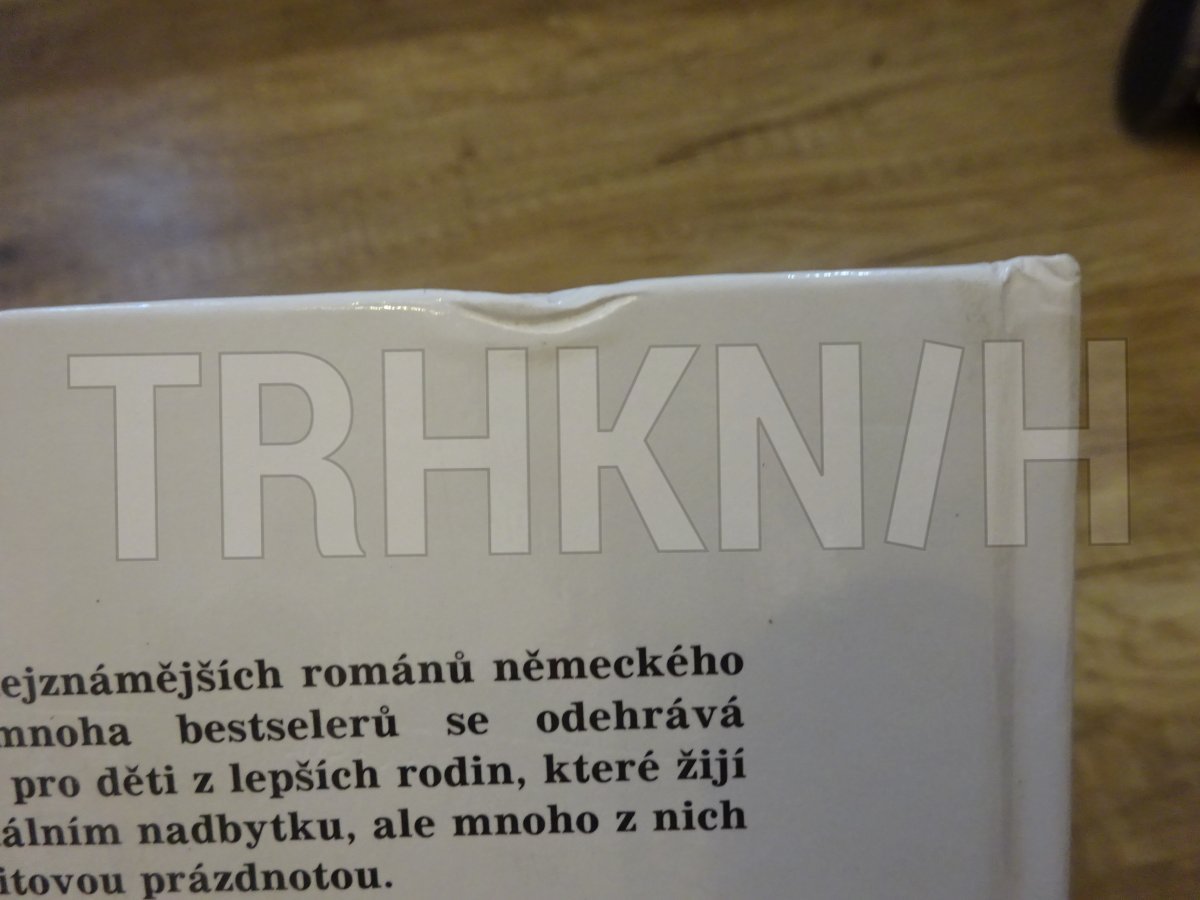 TRHKN/H
ejznámějších románů německého
mnoha bestselerů se odehrává
pro děti z lepších rodin, které žijí
álním nadbytku, ale mnoho z nich
itovou prázdnotou.